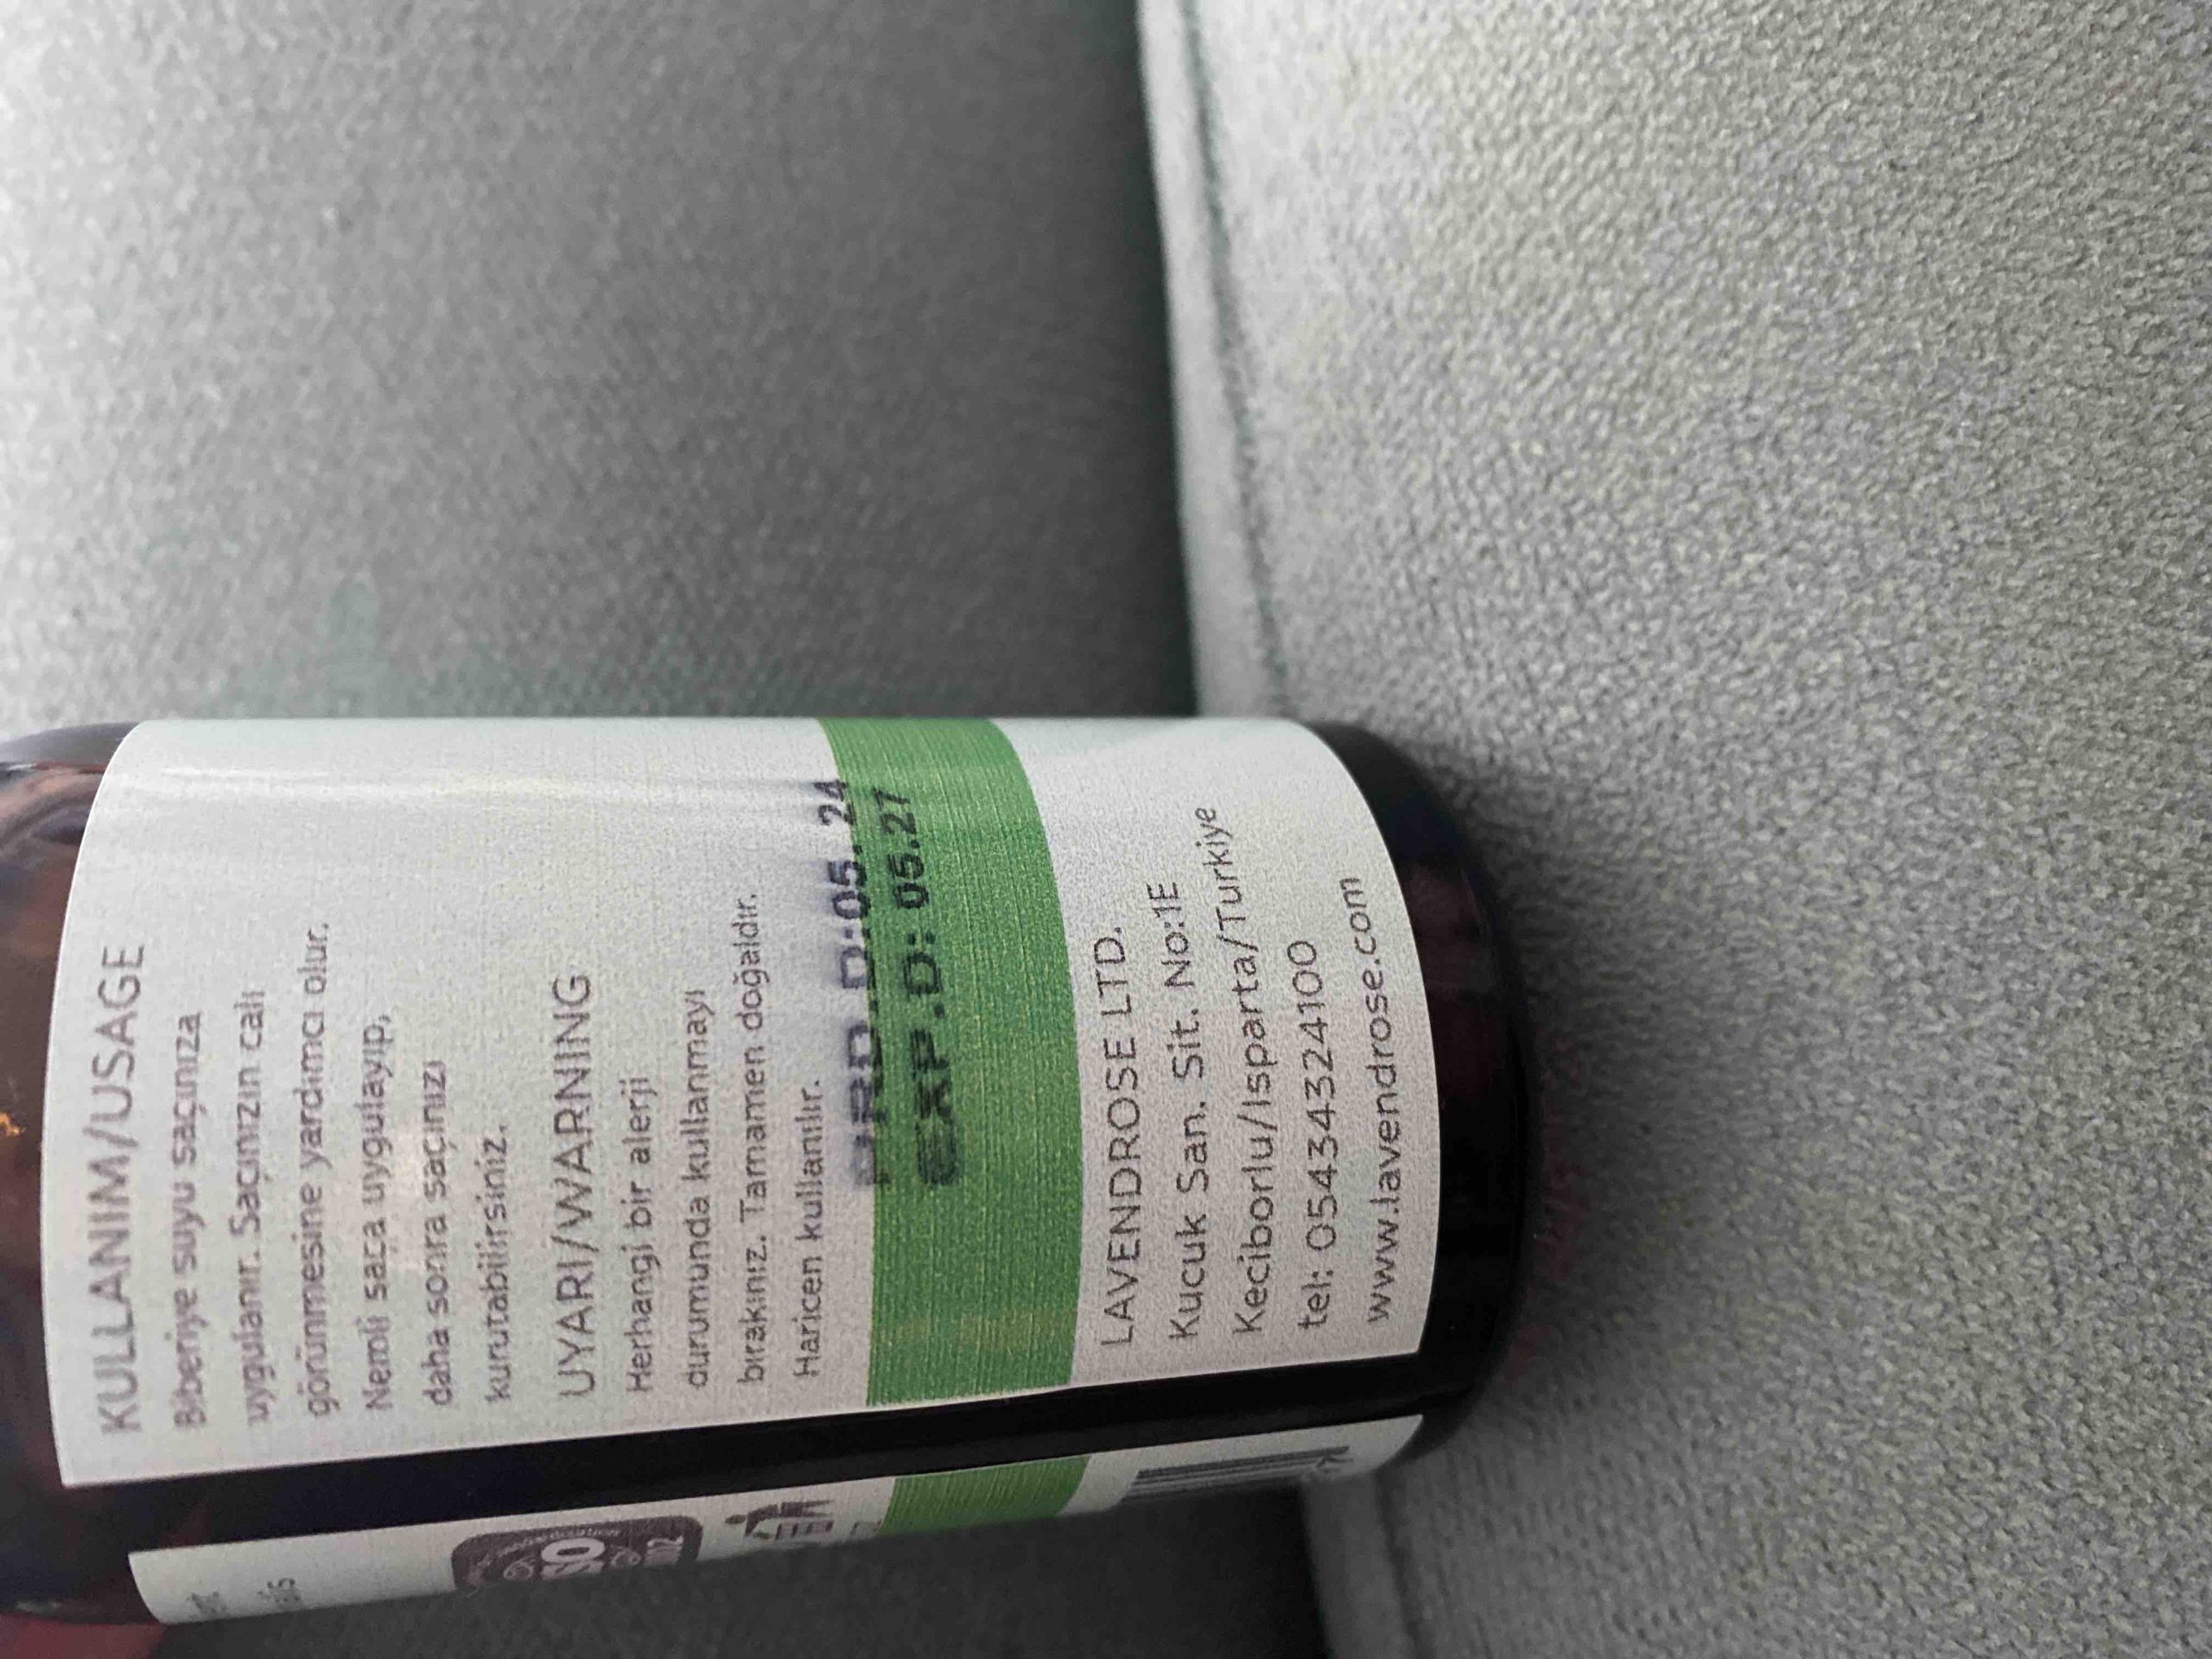 KULLANIM/USAGE
Biberiye suyu saçınıza
uygulanır. Saçınızın calı
görünmesine yardımcı olur.
Nemli saça uygulayıp,
daha sonra saçınızı
kurutabilirsiniz.
UYARI/WARNING
Herhangi bir alerji
durumunda kullanmayı
bırakınız. Tamamen doğaldır.
Haricen kullanılır.
PRD.D:05.24
EXP.D: 05.27
LAVENDROSE LTD.
Kucuk San. Sit. No:1E
Keciborlu/Isparta/Turkiye
tel: 05434324100
www.lavendrose.com